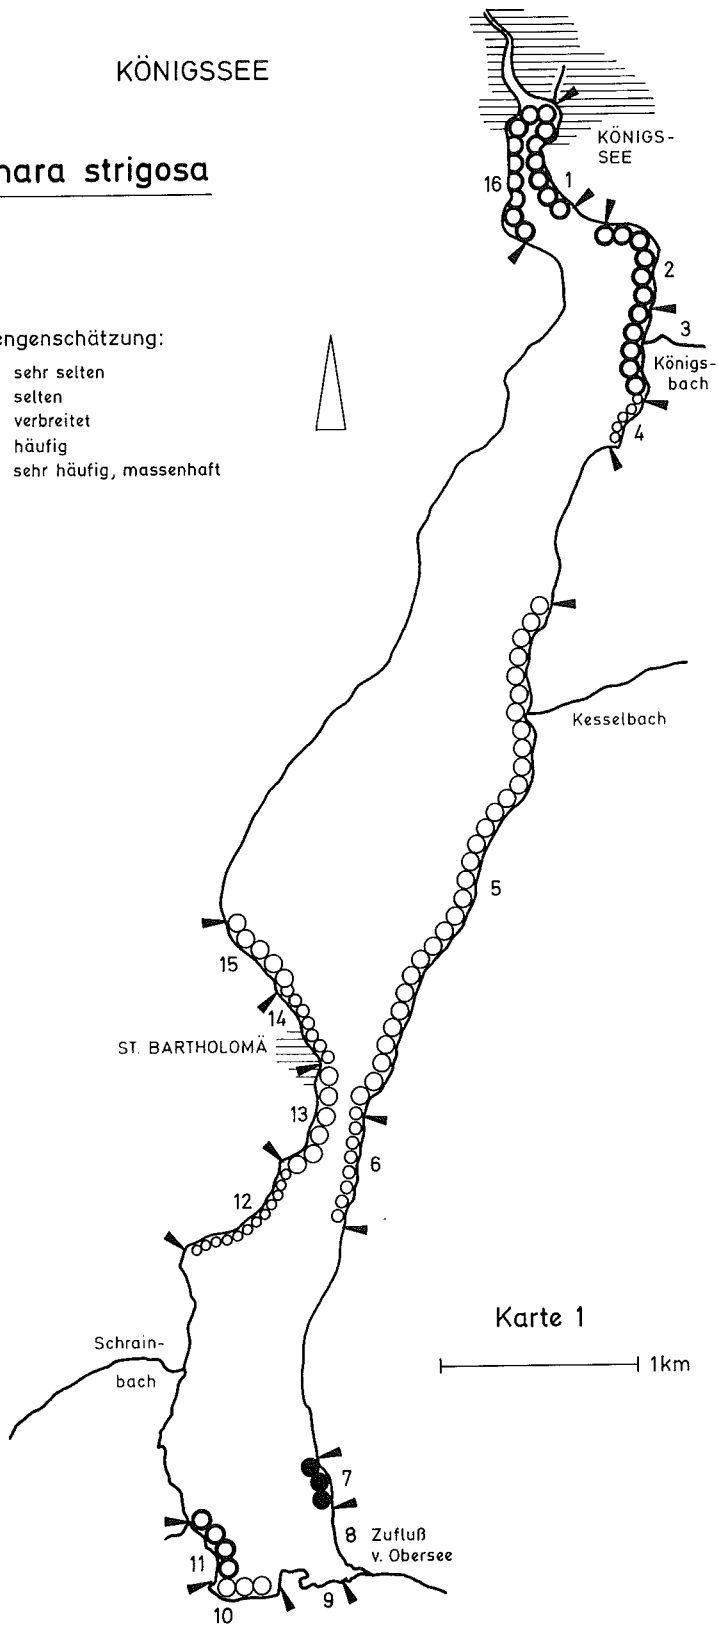 KÖNIGSSEE
hara strigosa
engenschätzung:
sehr selten
selten
verbreitet
häufig
sehr häufig, massenhaft
KÖNIGS-
SEE
16
1
2
3
Königs-
bach
4
Kesselbach
5
15
14
ST. BARTHOLOMÄ
13
6
12
Karte 1
1km
Schrain-
bach
7
8 Zufluß
v. Obersee
11
9
10